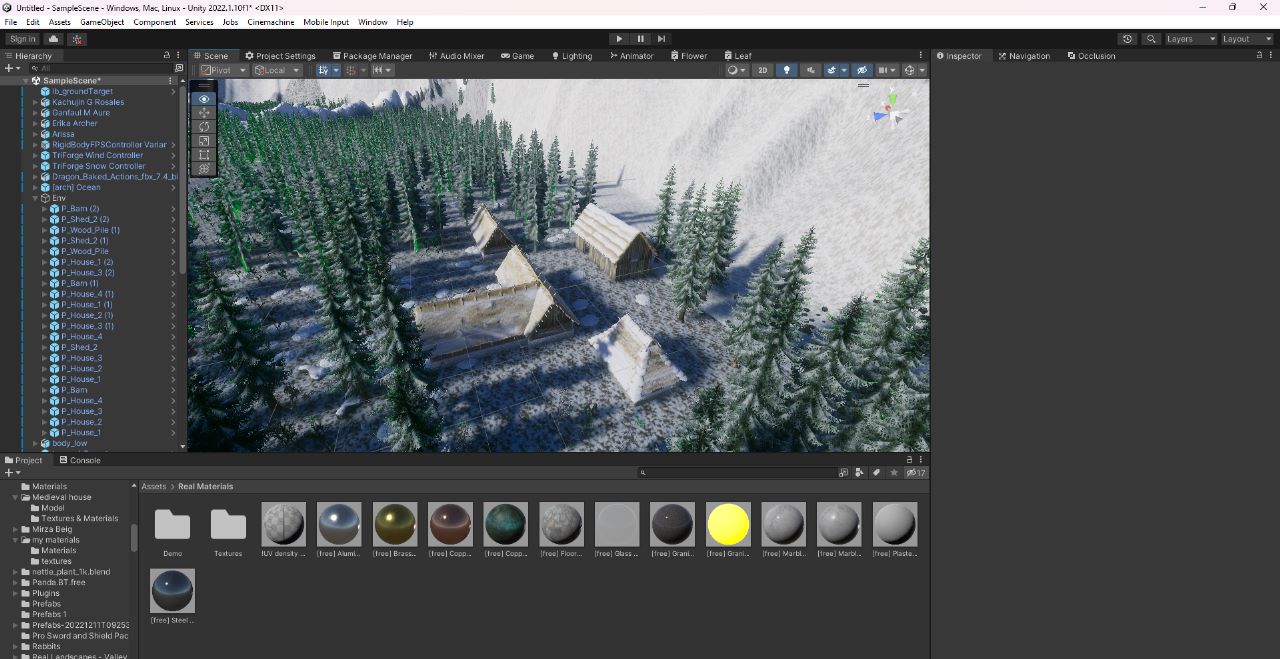 Untitled - SampleScene - Windows, Mac, Linux - Unity 2022.1.10f1* <DX11>
File Edit Assets GameObject Component Services Jobs Cinemachine Mobile Input Window Help
Sign in
Layers Layout
Hierarchy
Scene Project Settings Package Manager Audio Mixer Game Lighting Animator Flower Leaf
Inspector Navigation Occlusion
All
Pivot Local 2D
SampleScene*
lb_groundTarget
Kachujin G Rosales
Ganfaul M Aure
Erika Archer
Arissa
RigidBodyFPSController Varian
TriForge Wind Controller
TriForge Snow Controller
Dragon_Baked_Actions_fbx_7.4_bi
[arch] Ocean
Env
P_Barn (2)
P_Shed_2 (2)
P_Wood_Pile (1)
P_Shed_2 (1)
P_Wood_Pile
P_House_1 (2)
P_House_3 (2)
P_Barn (1)
P_House_4 (1)
P_House_1 (1)
P_House_2 (1)
P_House_3 (1)
P_House_4
P_Shed_2
P_House_3
P_House_2
P_House_1
P_Barn
P_House_4
P_House_3
P_House_2
P_House_1
body_low
Project Console
17
Materials
Medieval house
Model
Textures & Materials
Mirza Beig
my materials
Materials
textures
nettle_plant_1k.blend
Panda.BT.free
Plugins
Prefabs
Prefabs 1
Prefabs-20221211T09253
Pro Sword and Shield Pac
Rabbits
Real Landscapes - Valley
Assets > Real Materials
Demo Textures !UV density ... [free] Alumi... [free] Brass... [free] Copp... [free] Copp... [free] Floor... [free] Glass ... [free] Grani... [free] Grani... [free] Marbl... [free] Marbl... [free] Plaste...
[free] Steel ...